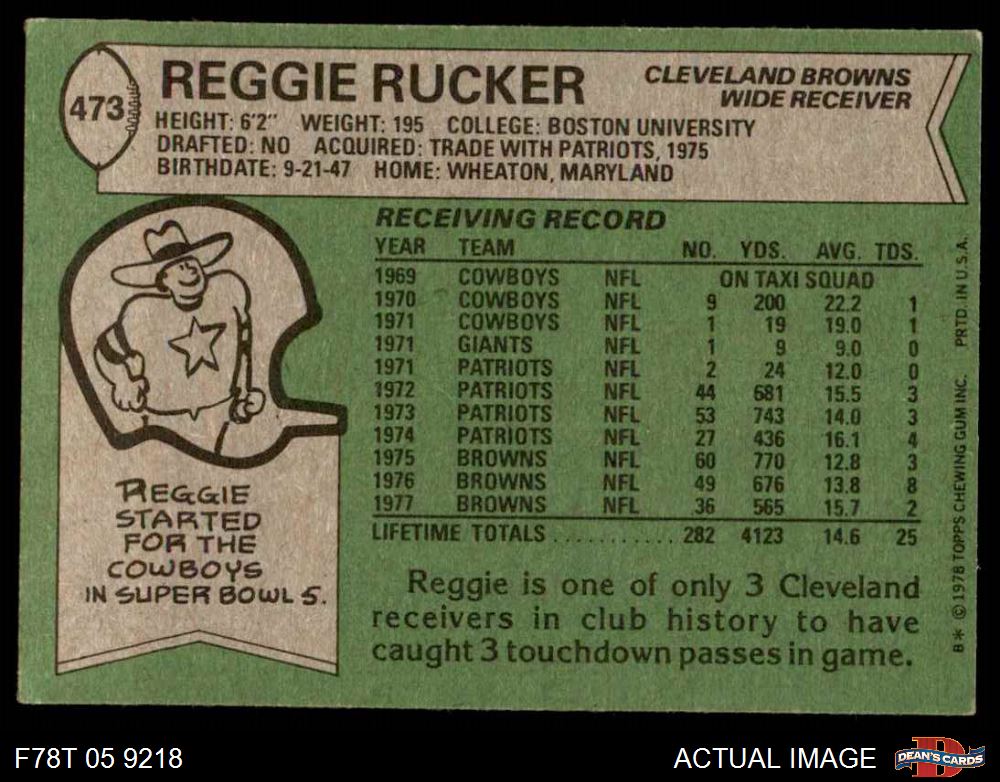 473
REGGIE RUCKER
CLEVELAND BROWNS
WIDE RECEIVER
HEIGHT: 6'2" WEIGHT: 195 COLLEGE: BOSTON UNIVERSITY
DRAFTED: NO ACQUIRED: TRADE WITH PATRIOTS, 1975
BIRTHDATE: 9-21-47 HOME: WHEATON, MARYLAND
RECEIVING RECORD
YEAR TEAM NO. YDS. AVG. TDS.
1969 COWBOYS NFL ON TAXI SQUAD
1970 COWBOYS NFL 9 200 22.2 1
1971 COWBOYS NFL 1 19 19.0 1
1971 GIANTS NFL 1 9 9.0 0
1971 PATRIOTS NFL 2 24 12.0 0
1972 PATRIOTS NFL 44 681 15.5 3
1973 PATRIOTS NFL 53 743 14.0 3
1974 PATRIOTS NFL 27 436 16.1 4
1975 BROWNS NFL 60 770 12.8 3
1976 BROWNS NFL 49 676 13.8 8
1977 BROWNS NFL 36 565 15.7 2
LIFETIME TOTALS ........... 282 4123 14.6 25
REGGIE
STARTED
FOR THE
COWBOYS
IN SUPER BOWL 5.
Reggie is one of only 3 Cleveland
receivers in club history to have
caught 3 touchdown passes in game.
B* © 1978 TOPPS CHEWING GUM INC. PRTD. IN U.S.A.
F78T 05 9218
ACTUAL IMAGE
D
DEAN'S CARDS